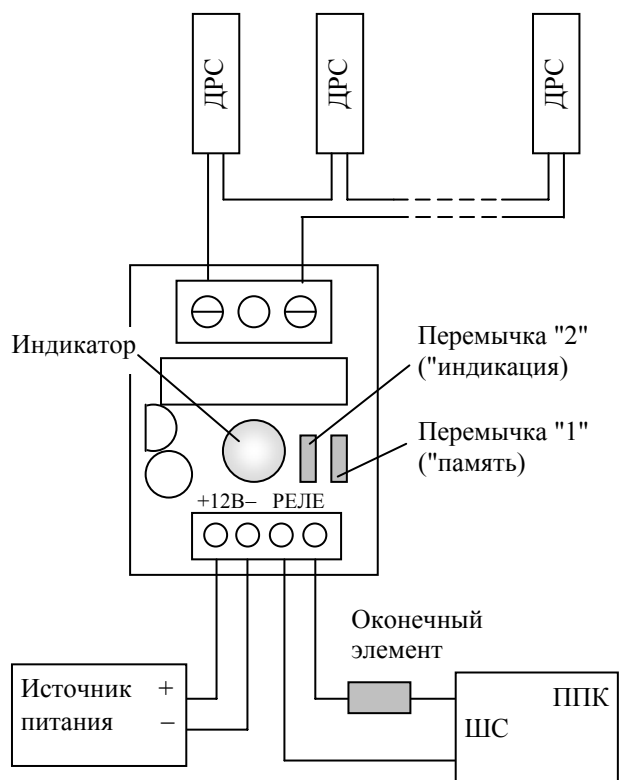 ДРС
ДРС
ДРС
Индикатор
Перемычка "2"
("индикация)
Перемычка "1"
("память)
+12В– РЕЛЕ
Оконечный
элемент
Источник +
питания –
ППК
ШС